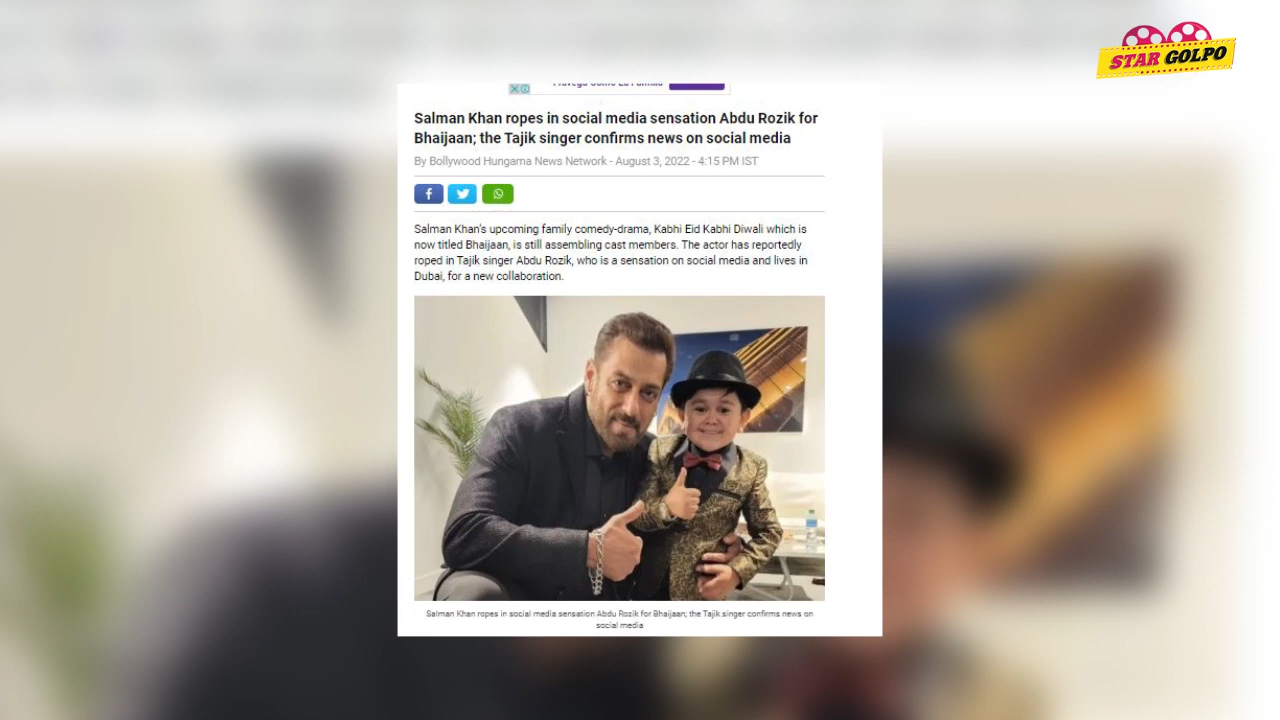 STAR GOLPO
Salman Khan ropes in social media sensation Abdu Rozik for
Bhaijaan; the Tajik singer confirms news on social media
By Bollywood Hungama News Network - August 3, 2022 - 4:15 PM IST
Salman Khan's upcoming family comedy-drama, Kabhi Eid Kabhi Diwali which is
now titled Bhaijaan, is still assembling cast members. The actor has reportedly
roped in Tajik singer Abdu Rozik, who is a sensation on social media and lives in
Dubai, for a new collaboration.
Salman Khan ropes in social media sensation Abdu Rozik for Bhaijaan; the Tajik singer confirms news on
social media